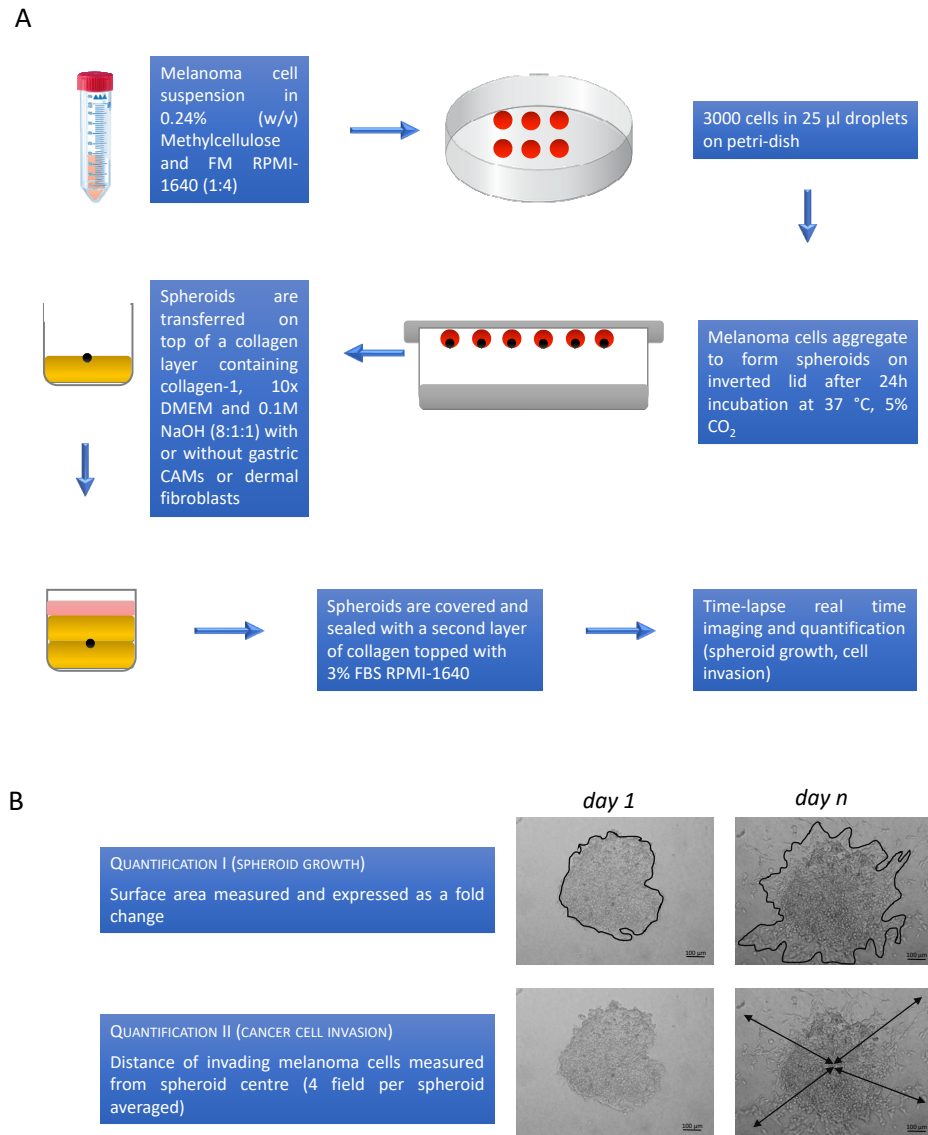 A
Melanoma cell
suspension in
0.24% (w/v)
Methylcellulose
and FM RPMI-
1640 (1:4)
3000 cells in 25 µl droplets
on petri-dish
Spheroids are
transferred on
top of a collagen
layer containing
collagen-1, 10x
DMEM and 0.1M
NaOH (8:1:1) with
or without gastric
CAMs or dermal
fibroblasts
Melanoma cells aggregate
to form spheroids on
inverted lid after 24h
incubation at 37 °C, 5%
CO₂
Spheroids are covered and
sealed with a second layer
of collagen topped with
3% FBS RPMI-1640
Time-lapse real time
imaging and quantification
(spheroid growth, cell
invasion)
B
day 1
day n
QUANTIFICATION I (SPHEROID GROWTH)
Surface area measured and expressed as a fold
change
100 µm
100 µm
QUANTIFICATION II (CANCER CELL INVASION)
Distance of invading melanoma cells measured
from spheroid centre (4 field per spheroid
averaged)
100 µm
100 µm